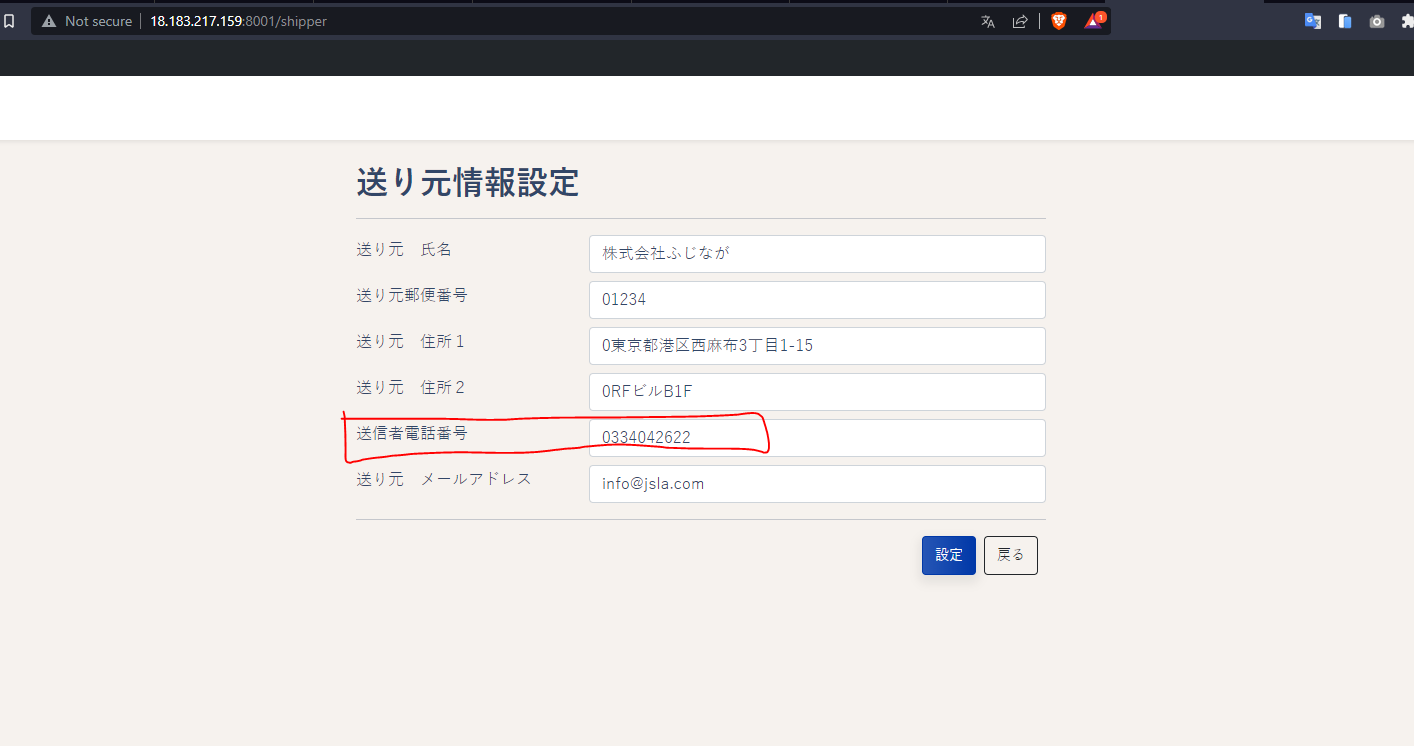 Not secure 18.183.217.159:8001/shipper
1
送り元情報設定
送り元　氏名 株式会社ふじなが
送り元郵便番号 01234
送り元　住所１ 0東京都港区西麻布3丁目1-15
送り元　住所２ 0RFビルB1F
送信者電話番号 0334042622
送り元　メールアドレス info@jsla.com
設定 戻る